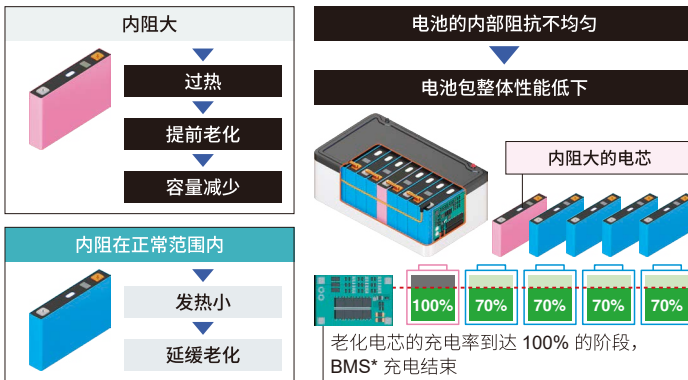 内阻大
过热
提前老化
容量减少
内阻在正常范围内
发热小
延缓老化
电池的内部阻抗不均匀
电池包整体性能低下
内阻大的电芯
100%
70%
70%
70%
70%
老化电芯的充电率到达 100% 的阶段，
BMS* 充电结束